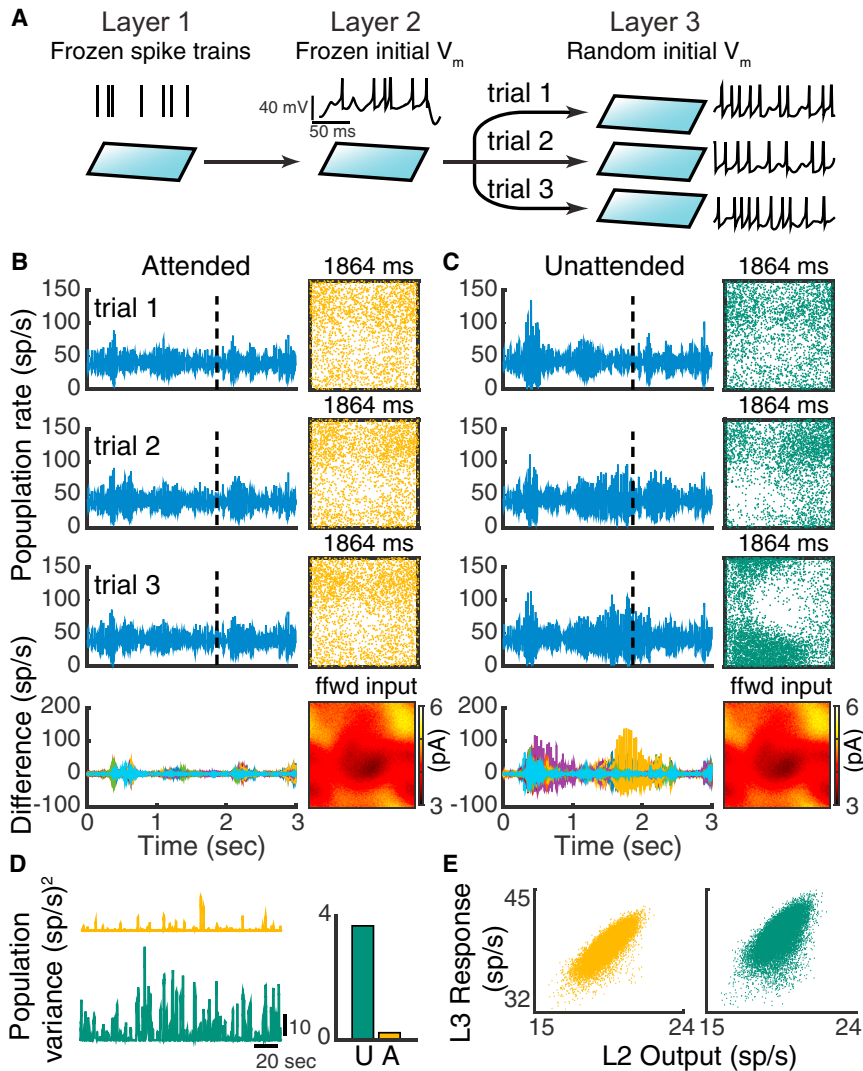 A
Layer 1
Frozen spike trains
Layer 2
Frozen initial Vm
40 mV
50 ms
Layer 3
Random initial Vm
trial 1
trial 2
trial 3
B
Attended
1864 ms
C
Unattended
1864 ms
Popuplation rate (sp/s)
150
100
50
0
trial 1
150
100
50
0
1864 ms
1864 ms
150
100
50
0
trial 2
150
100
50
0
1864 ms
1864 ms
150
100
50
0
trial 3
150
100
50
0
Difference (sp/s)
200
100
0
-100
0
1
2
3
Time (sec)
ffwd input
6
(pA)
3
200
100
0
-100
0
1
2
3
Time (sec)
ffwd input
6
(pA)
3
D
Population
variance (sp/s)²
10
20 sec
4
0
U A
E
L3 Response
(sp/s)
45
32
15
24
15
24
L2 Output (sp/s)